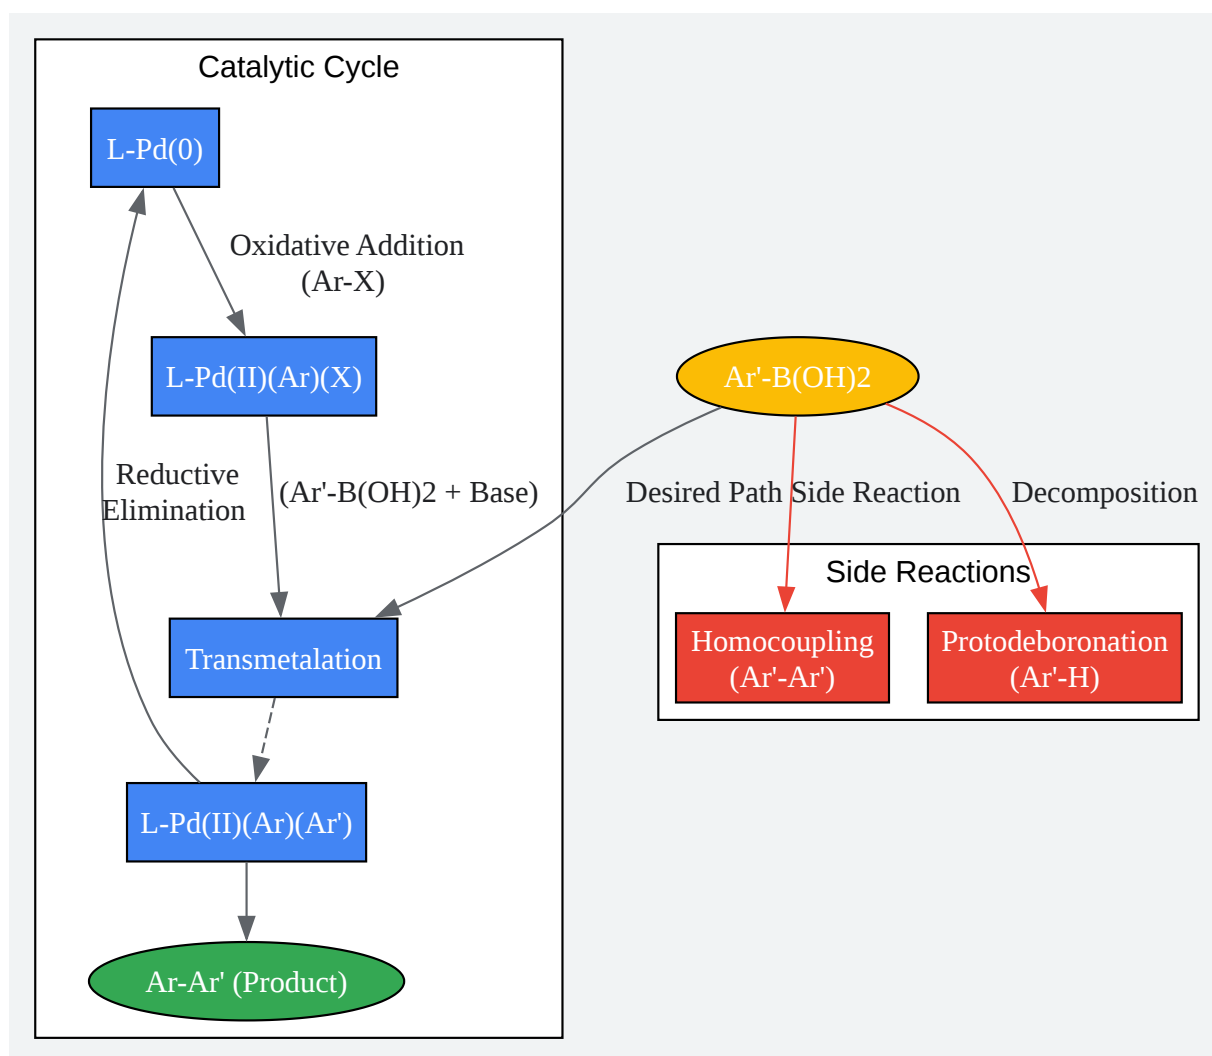 Catalytic Cycle
L-Pd(0)
Oxidative Addition
(Ar-X)
L-Pd(II)(Ar)(X)
Ar'-B(OH)2
Reductive
Elimination
(Ar'-B(OH)2 + Base)
Desired Path
Side Reaction
Decomposition
Side Reactions
Homocoupling
(Ar'-Ar')
Protodeboronation
(Ar'-H)
Transmetalation
L-Pd(II)(Ar)(Ar')
Ar-Ar' (Product)